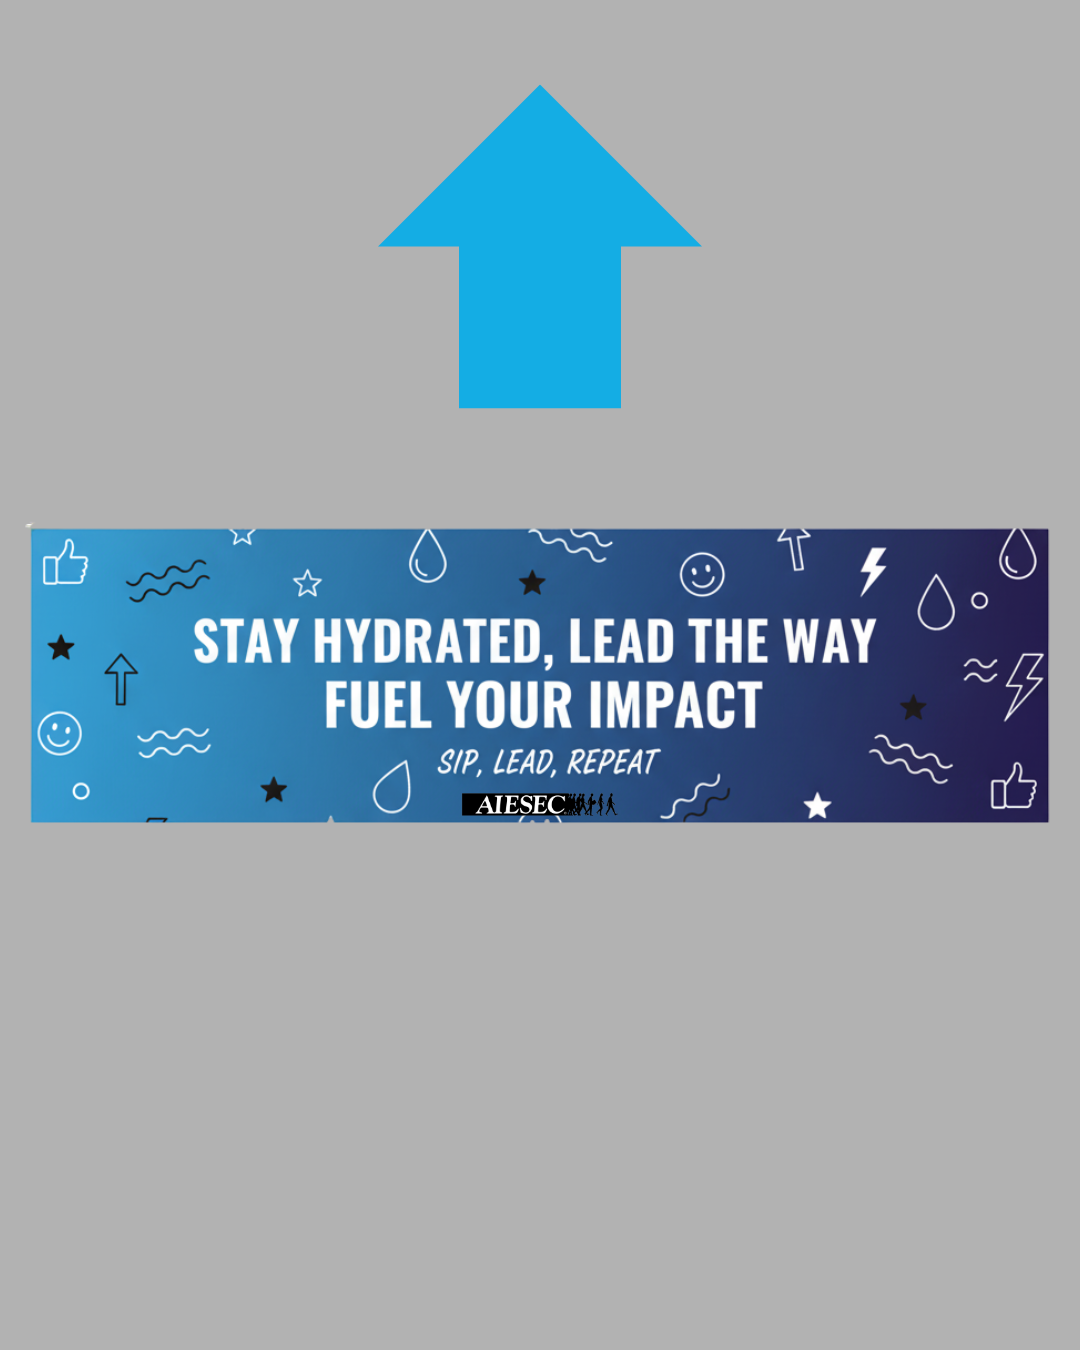 STAY HYDRATED, LEAD THE WAY
FUEL YOUR IMPACT
SIP, LEAD, REPEAT
AIESEC